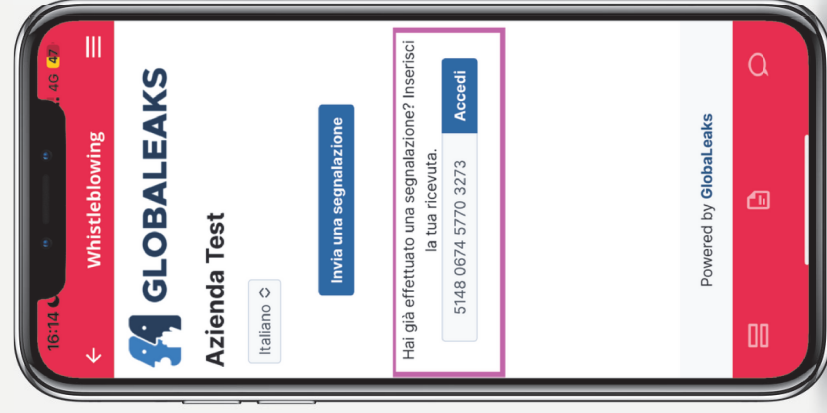 16:14
4G 47
Whistleblowing
GLOBALEAKS
Azienda Test
Italiano
Invia una segnalazione
Hai già effettuato una segnalazione? Inserisci
la tua ricevuta.
5148 0674 5770 3273
Accedi
Powered by GlobaLeaks